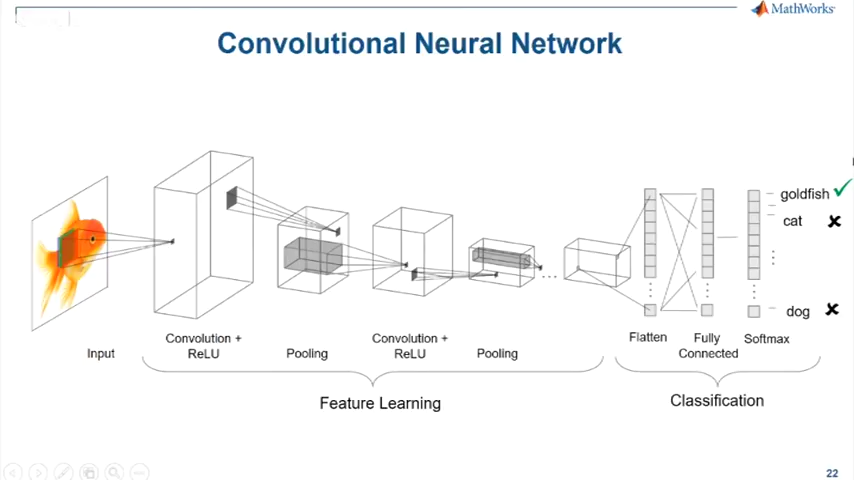 MathWorks
Convolutional Neural Network
goldfish
cat
dog
Input
Convolution +
ReLU
Pooling
Convolution +
ReLU
Pooling
Flatten
Fully
Connected
Softmax
Feature Learning
Classification
22